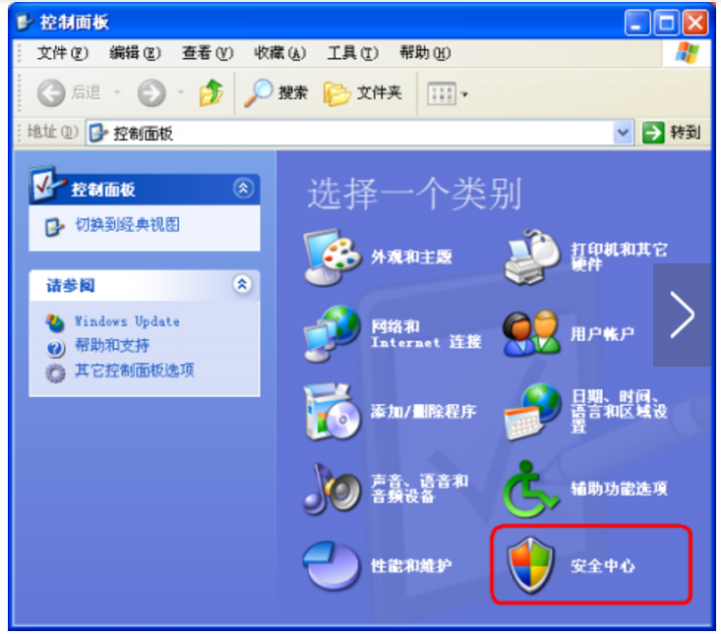 控制面板
文件(F) 编辑(E) 查看(V) 收藏(A) 工具(T) 帮助(H)
后退 搜索 文件夹
地址(D) 控制面板 转到
控制面板
切换到经典视图
请参阅
Windows Update
帮助和支持
其它控制面板选项
选择一个类别
外观和主题
打印机和其它
硬件
网络和
Internet 连接
用户帐户
添加/删除程序
日期、时间、
语言和区域设
置
声音、语音和
音频设备
辅助功能选项
性能和维护
安全中心